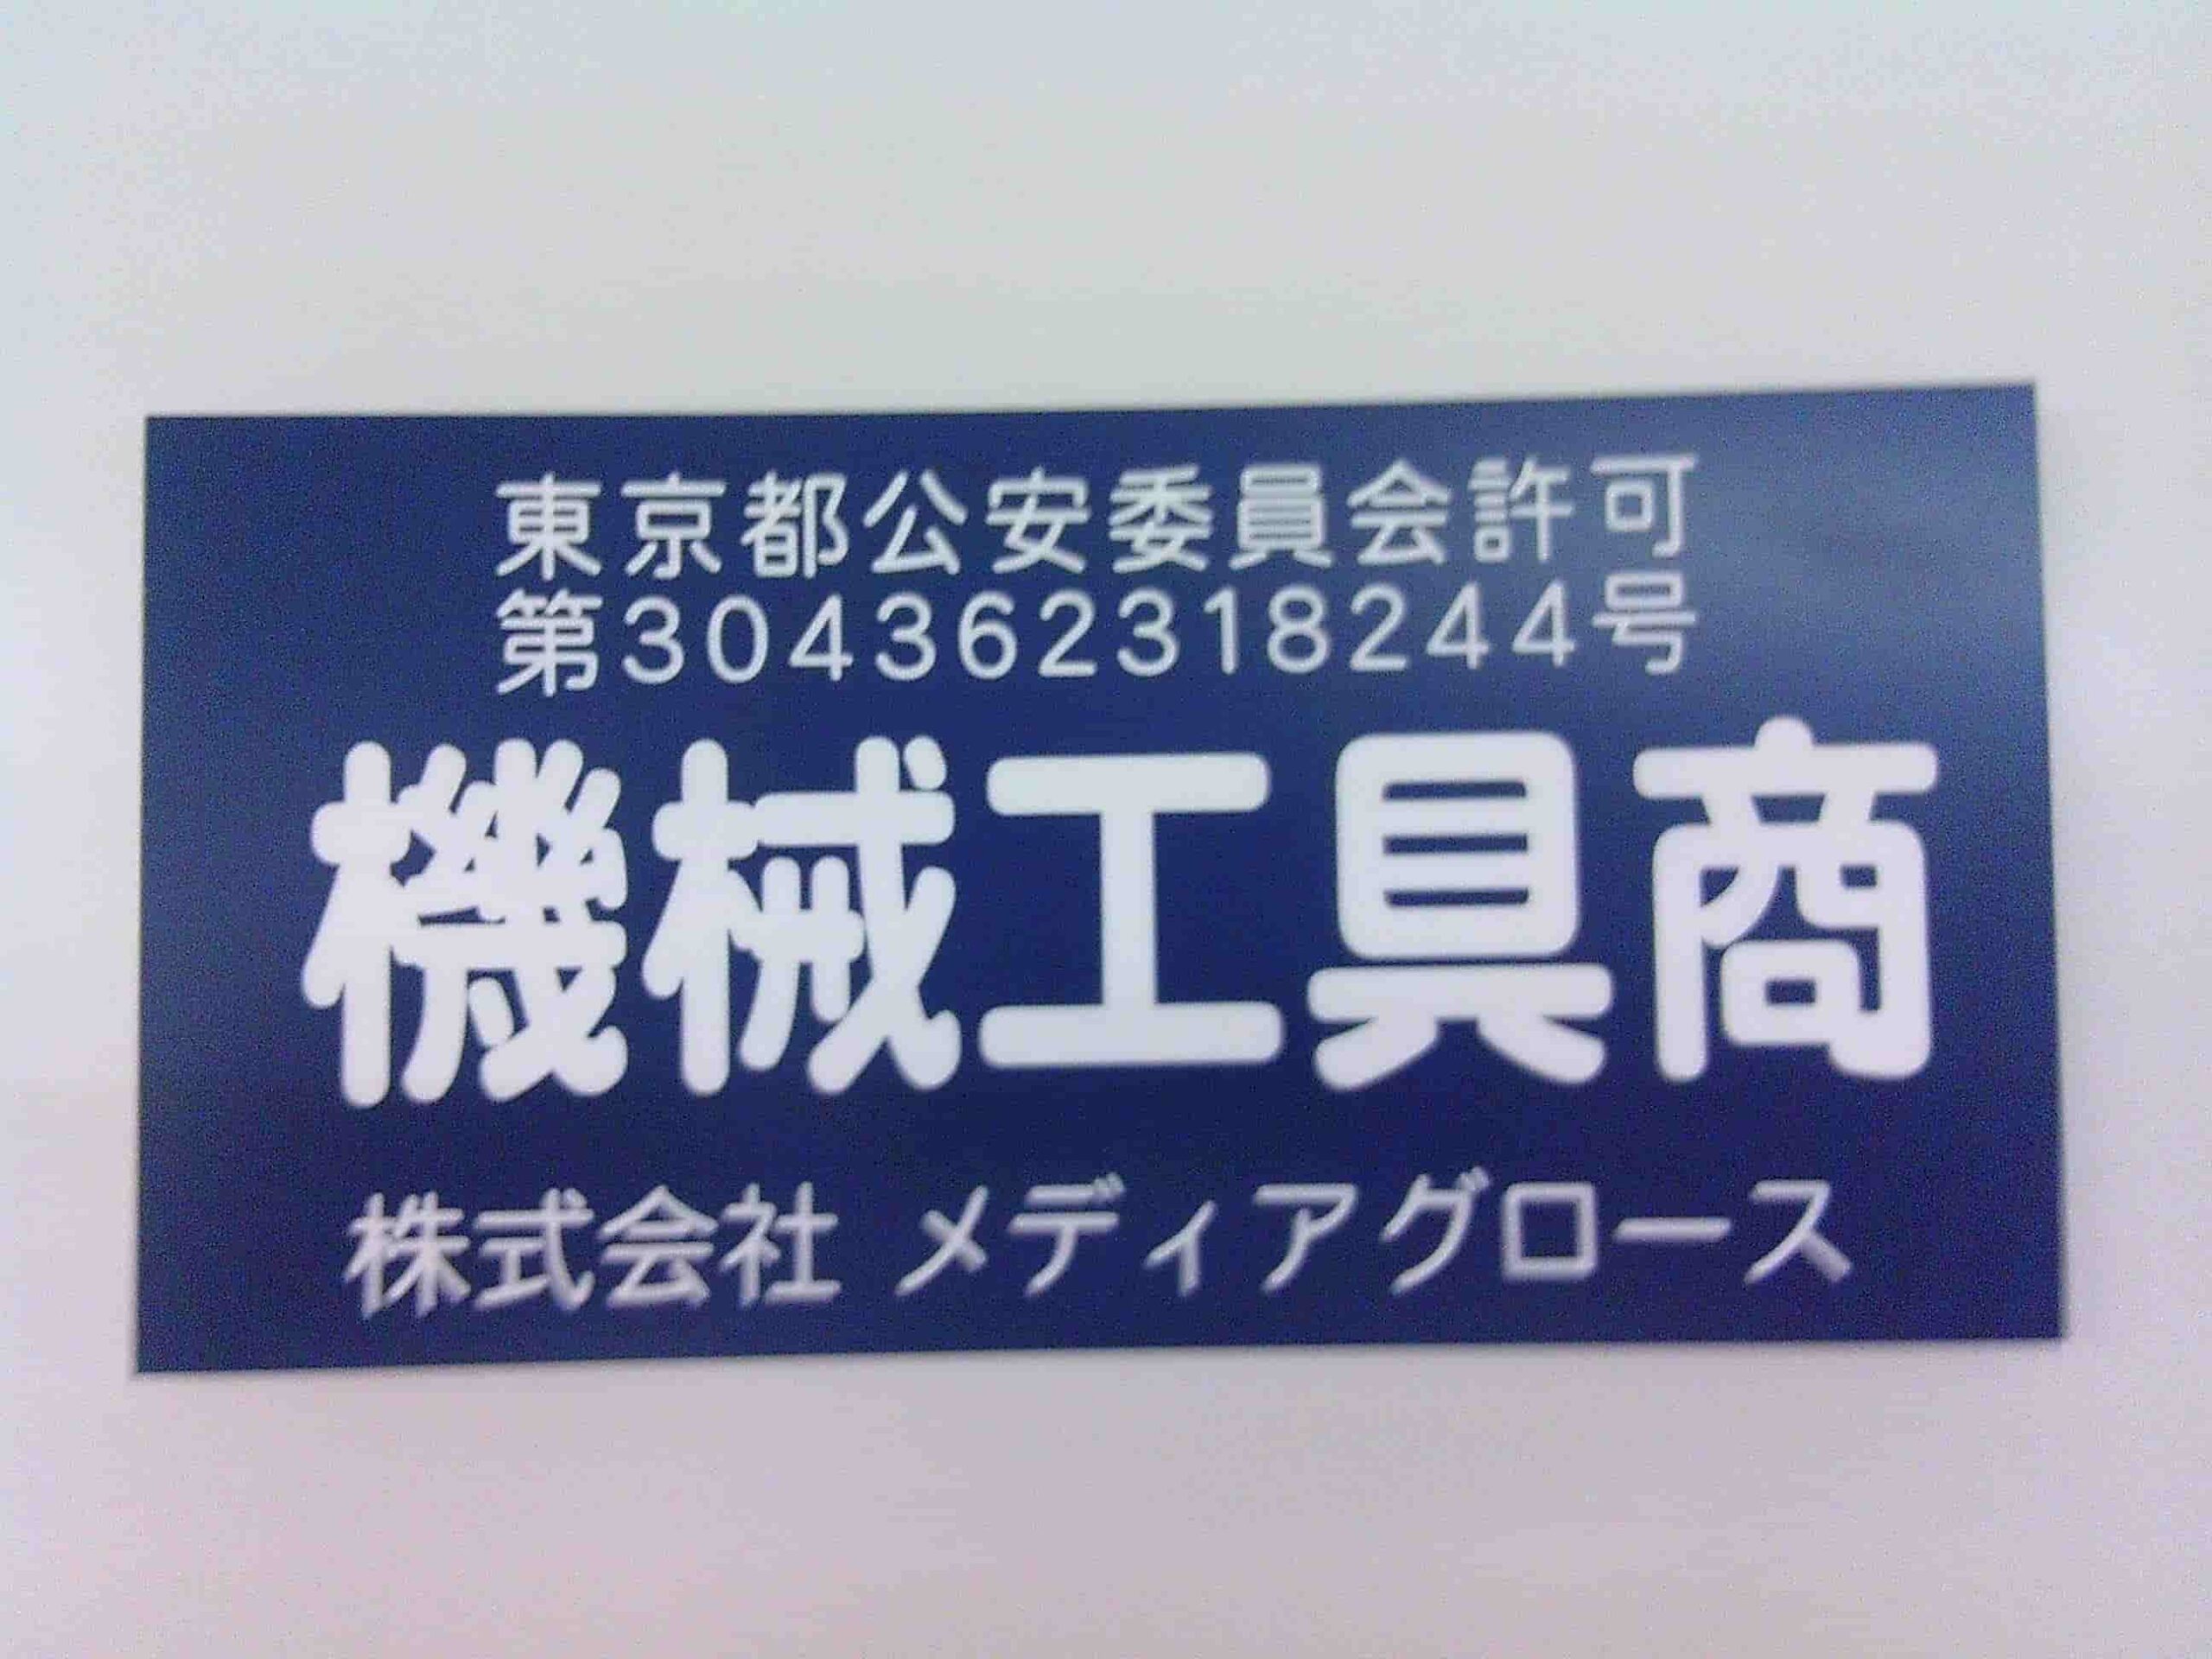 東京都公安委員会許可
第304362318244号
機械工具商
株式会社 メディアグロース